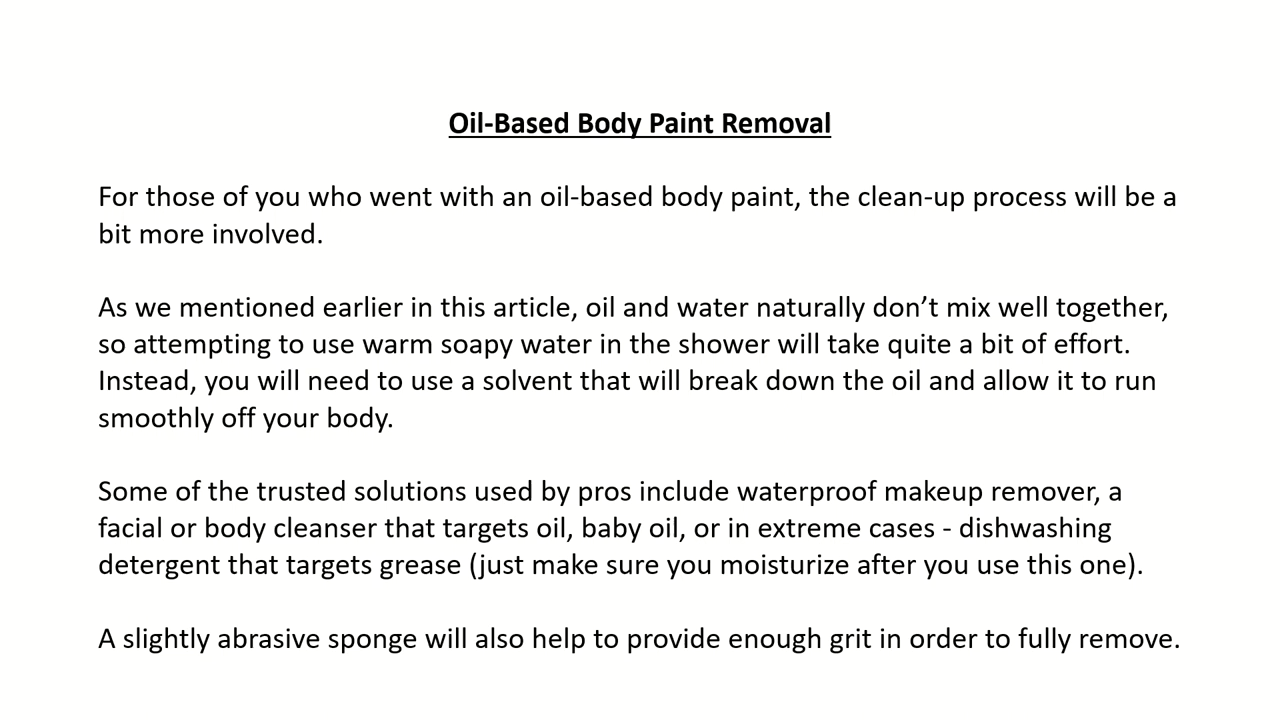 Oil-Based Body Paint Removal
For those of you who went with an oil-based body paint, the clean-up process will be a
bit more involved.
As we mentioned earlier in this article, oil and water naturally don’t mix well together,
so attempting to use warm soapy water in the shower will take quite a bit of effort.
Instead, you will need to use a solvent that will break down the oil and allow it to run
smoothly off your body.
Some of the trusted solutions used by pros include waterproof makeup remover, a
facial or body cleanser that targets oil, baby oil, or in extreme cases - dishwashing
detergent that targets grease (just make sure you moisturize after you use this one).
A slightly abrasive sponge will also help to provide enough grit in order to fully remove.